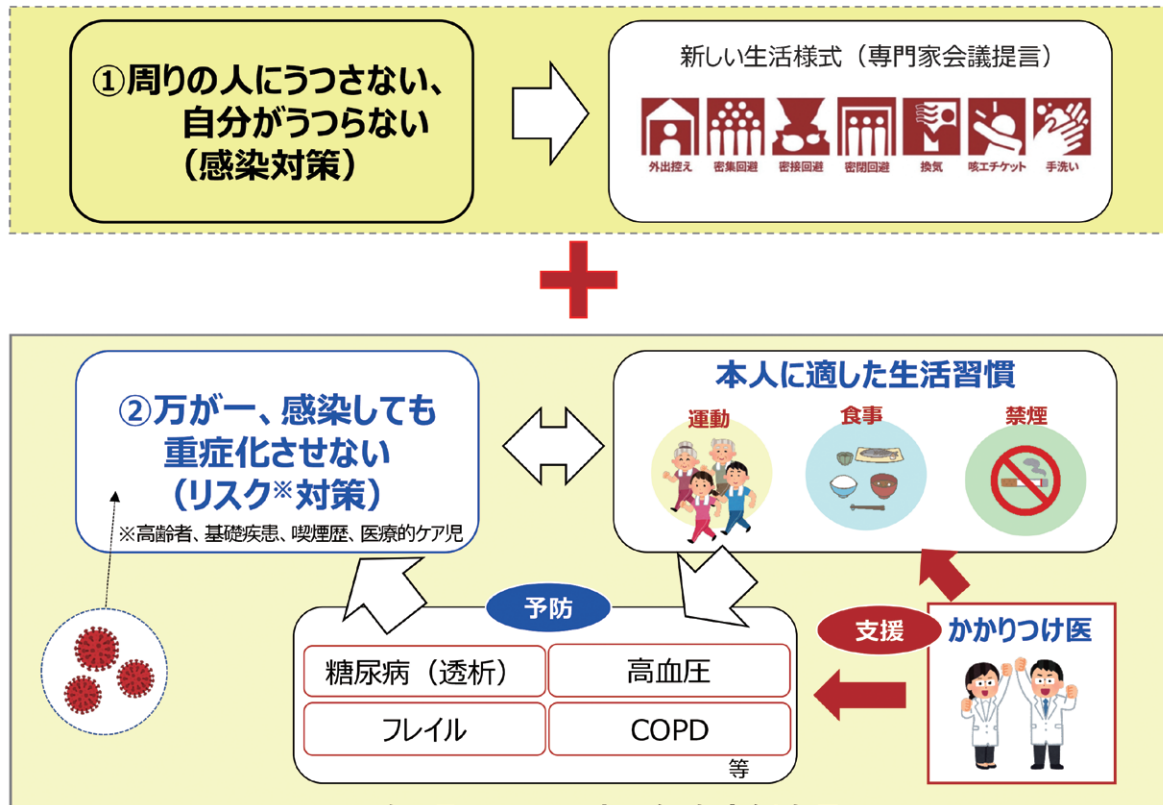 ①周りの人にうつさない、
自分がうつらない
(感染対策)
新しい生活様式(専門家会議提言)
外出控え 密集回避 密接回避 密閉回避 換気 咳エチケット 手洗い
②万が一、感染しても
重症化させない
(リスク※対策)
※高齢者、基礎疾患、喫煙歴、医療的ケア児
本人に適した生活習慣
運動 食事 禁煙
予防
糖尿病(透析) 高血圧
フレイル COPD
等
支援
かかりつけ医